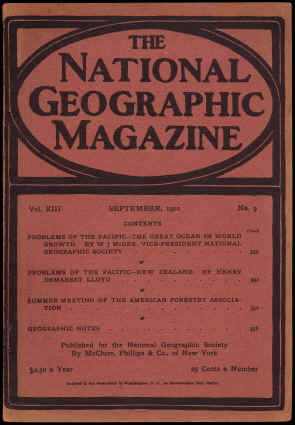 THE
NATIONAL
GEOGRAPHIC
MAGAZINE
Vol. XIII SEPTEMBER, 1902 No. 9
CONTENTS
PROBLEMS OF THE PACIFIC—THE GREAT OCEAN IN WORLD
GROWTH. BY W J McGEE, VICE-PRESIDENT NATIONAL
GEOGRAPHIC SOCIETY
PROBLEMS OF THE PACIFIC—NEW ZEALAND. BY HENRY
DEMAREST LLOYD
SUMMER MEETING OF THE AMERICAN FORESTRY ASSOCIA-
TION
GEOGRAPHIC NOTES
Published for the National Geographic Society
By McClure, Phillips & Co. of New York
$2.50 a Year 25 Cents a Number